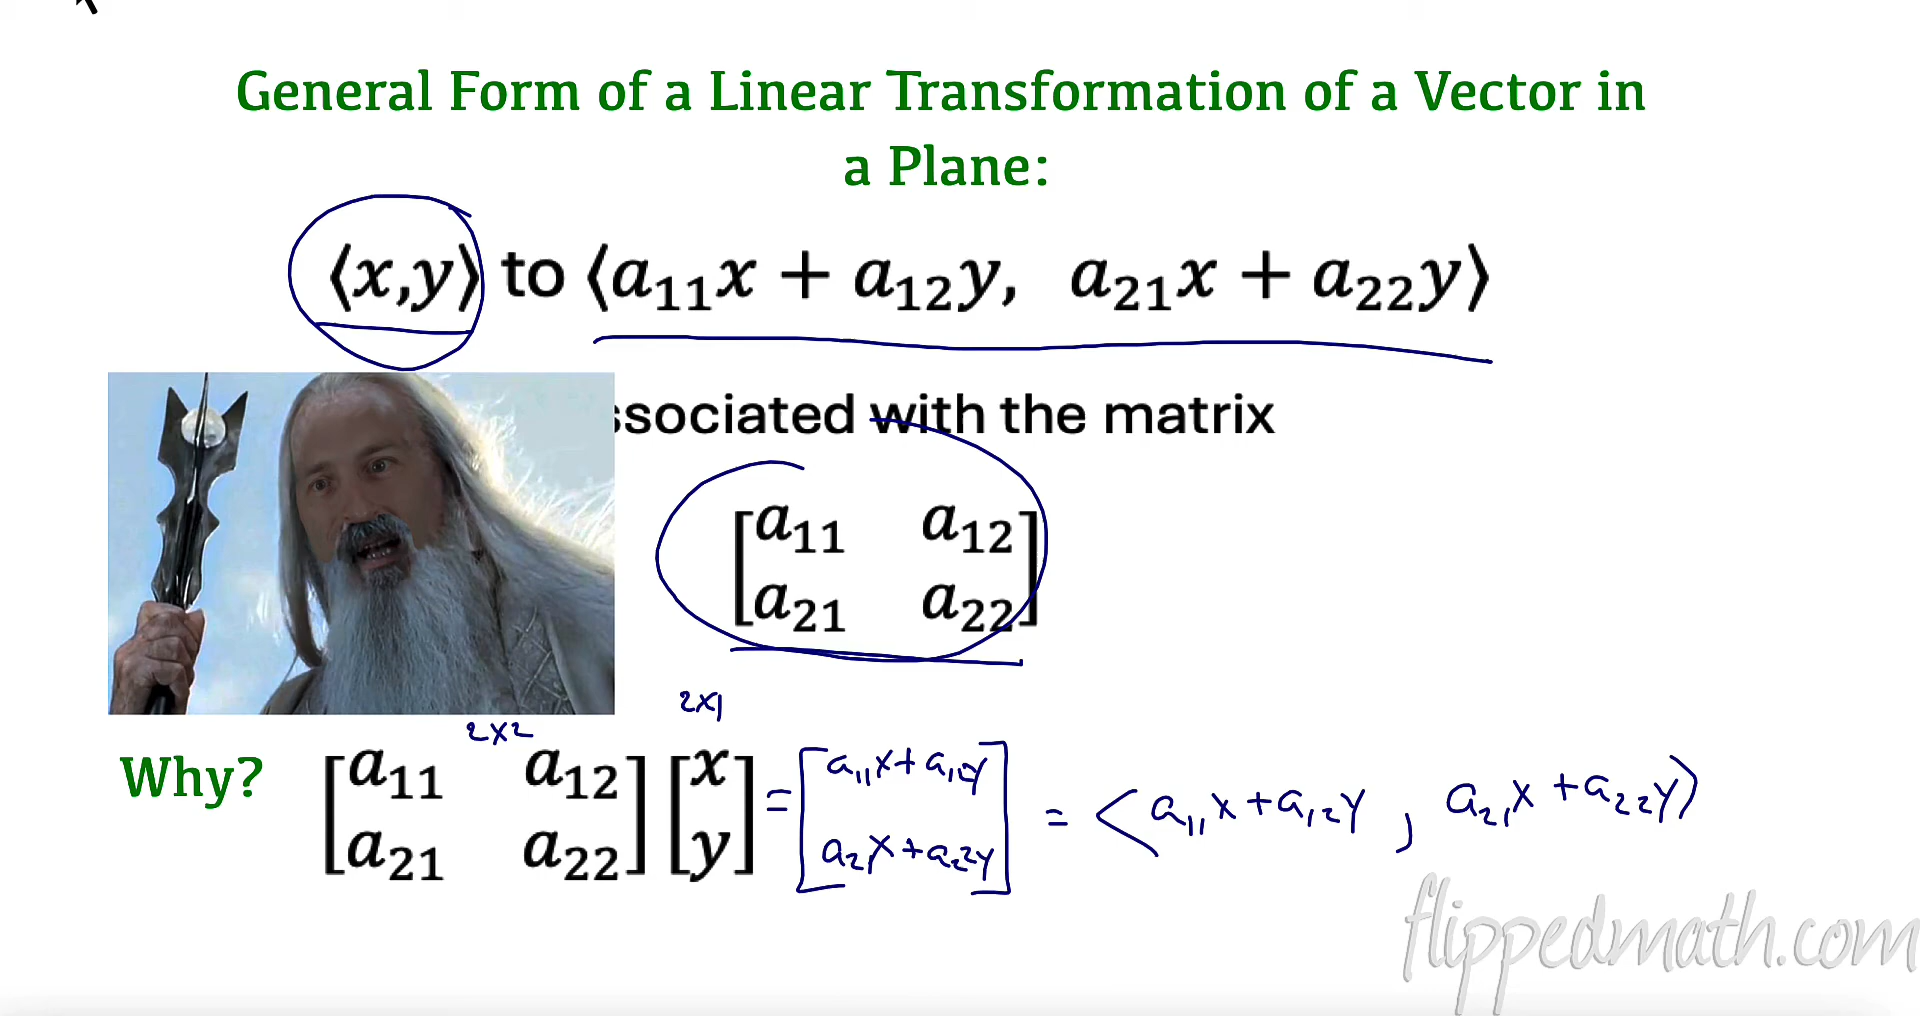 General Form of a Linear Transformation of a Vector in
a Plane:
⟨x,y⟩ to ⟨a₁₁x + a₁₂y, a₂₁x + a₂₂y⟩
ssociated with the matrix
[a₁₁ a₁₂]
[a₂₁ a₂₂]
2x1
2x2
Why? [a₁₁ a₁₂] [x] = [a₁₁x + a₁₂y] = ⟨a₁₁x + a₁₂y, a₂₁x + a₂₂y⟩
[a₂₁ a₂₂] [y] [a₂₁x + a₂₂y]
flippedmath.com